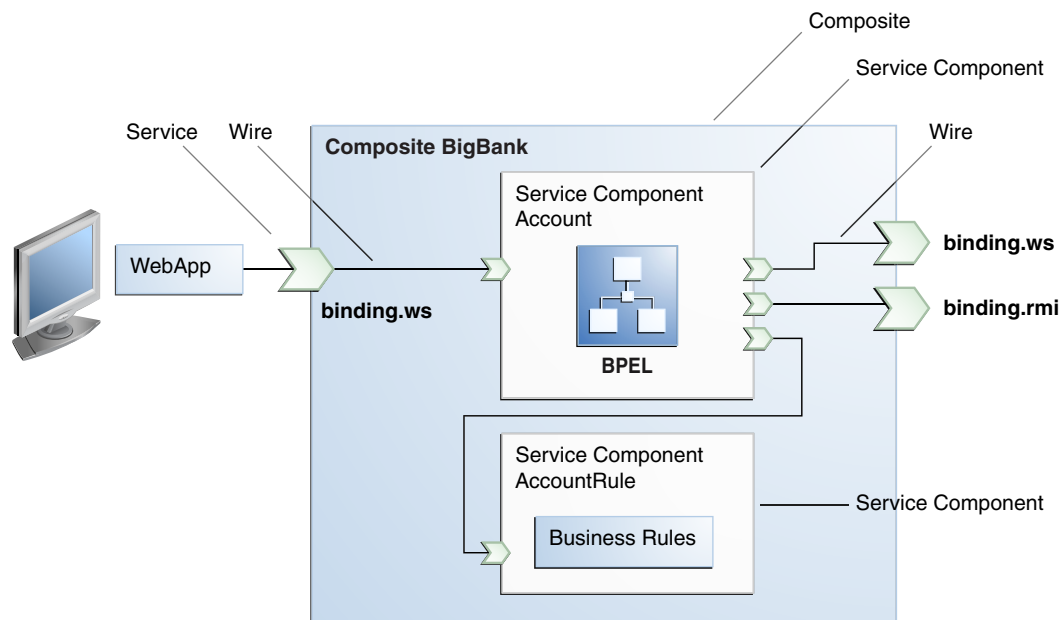 Composite
Service Component
Service
Wire
Wire
Composite BigBank
Service Component
Account
WebApp
binding.ws
binding.ws
binding.rmi
BPEL
Service Component
AccountRule
Service Component
Business Rules